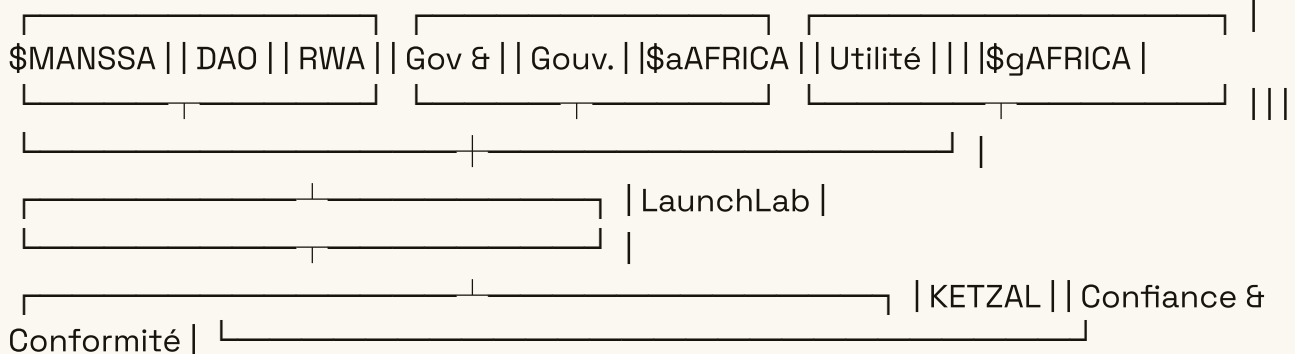 ┌──────────┐ ┌──────────┐ ┌────────────┐ |
$MANSSA | | DAO | | RWA | | Gov & | | Gouv. | |$aAFRICA | | Utilité | | | |$gAFRICA |
└────┬─────┘ └────┬─────┘ └─────┬──────┘ | | |
└─────────────┼──────────────┘ |
┌────────┴────────┐ | LaunchLab |
└────────┬────────┘ |
┌─────────────┴────────────┐ | KETZAL | | Confiance &
Conformité | └──────────────────────────┘